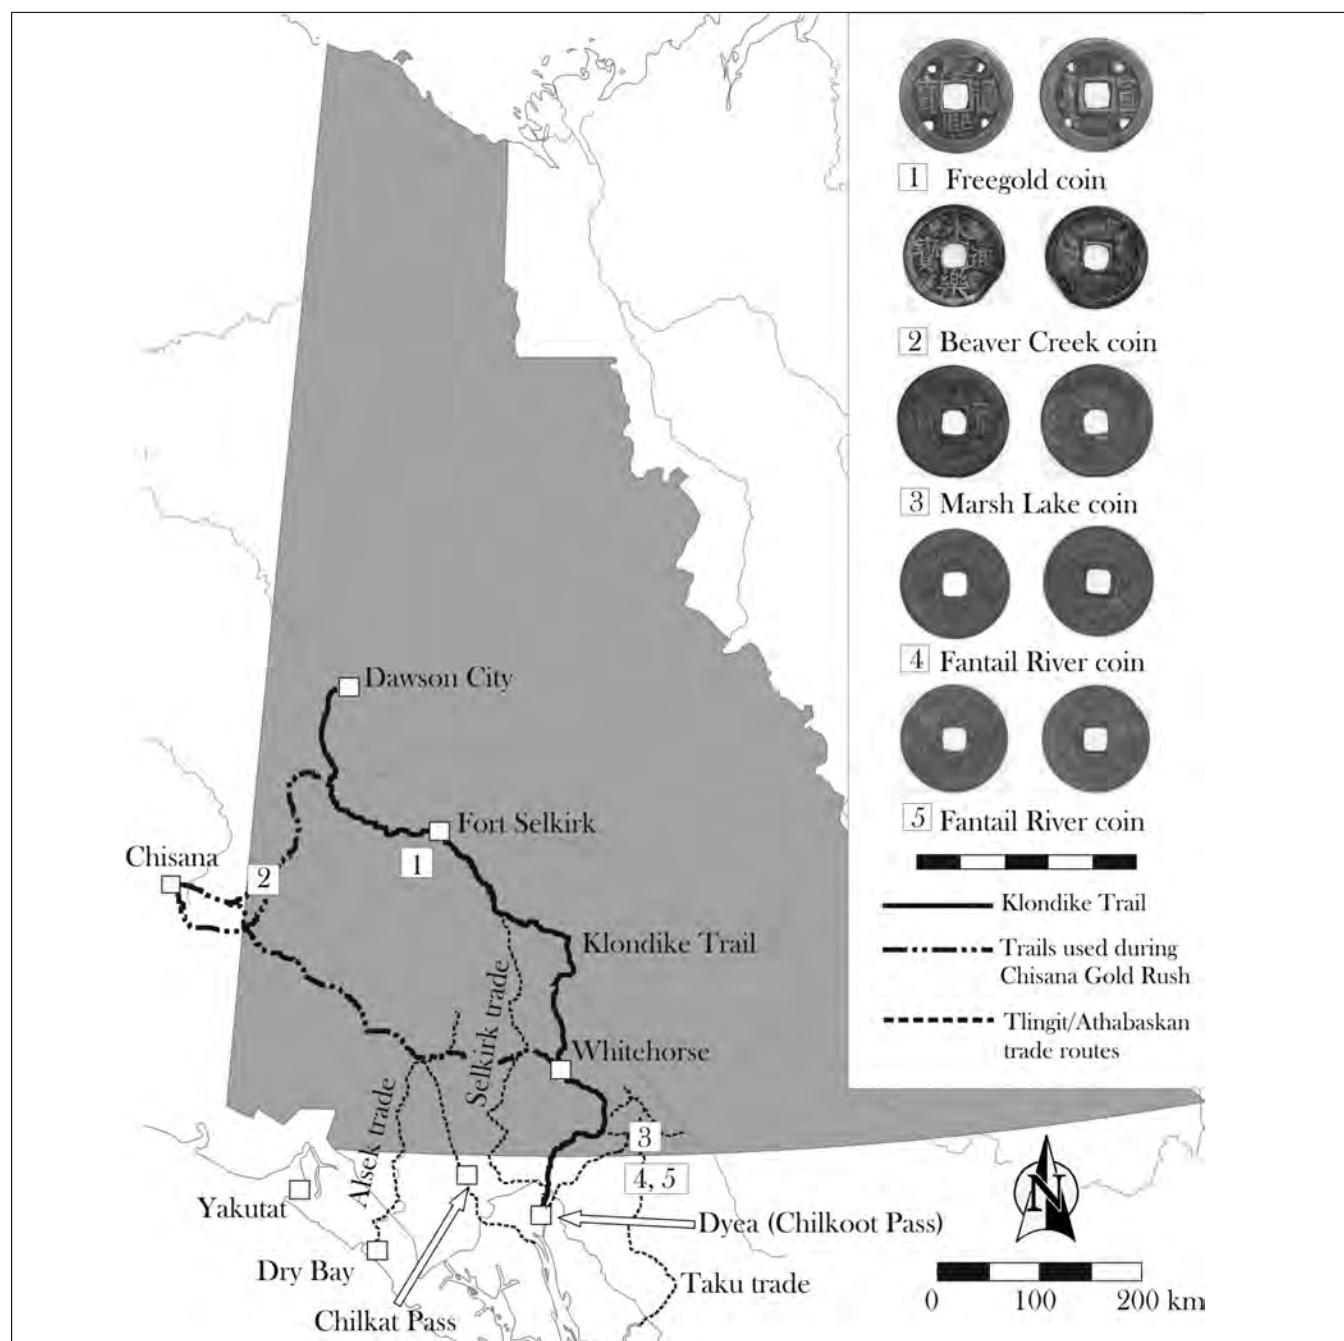 1 Freegold coin
2 Beaver Creek coin
3 Marsh Lake coin
4 Fantail River coin
5 Fantail River coin
Klondike Trail
Trails used during
Chisana Gold Rush
Tlingit/Athabaskan
trade routes
Dawson City
Fort Selkirk
1
Chisana
2
Klondike Trail
Selkirk trade
Whitehorse
Alsek trade
3
4, 5
Yakutat
Dyea (Chilkoot Pass)
Dry Bay
Taku trade
Chilkat Pass
N
0 100 200 km